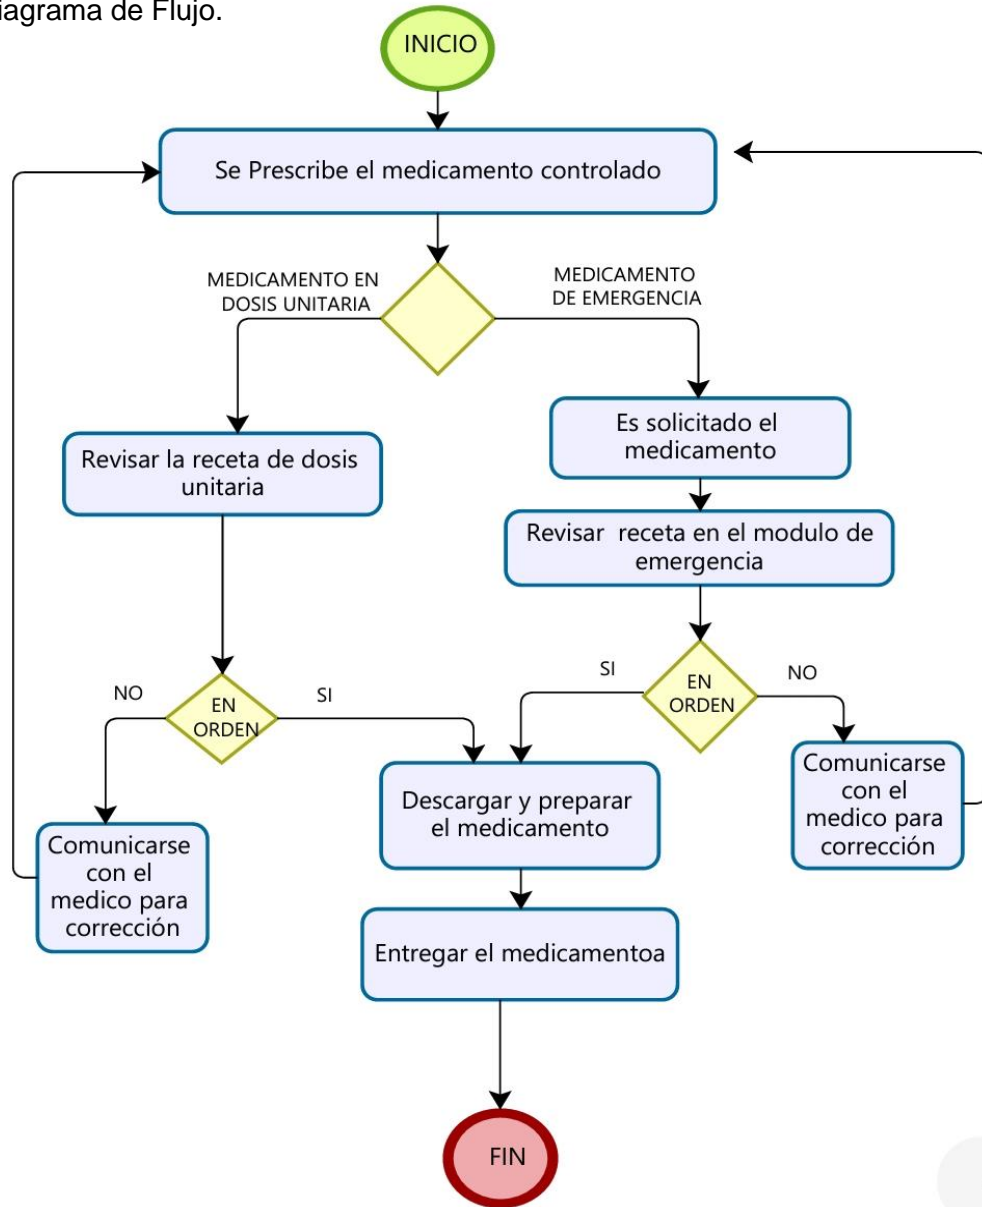 iagrama de Flujo.
INICIO
Se Prescribe el medicamento controlado
MEDICAMENTO EN
DOSIS UNITARIA
MEDICAMENTO
DE EMERGENCIA
Revisar la receta de dosis
unitaria
Es solicitado el
medicamento
Revisar receta en el modulo de
emergencia
NO
EN
ORDEN
SI
SI
EN
ORDEN
NO
Comunicarse
con el
medico para
corrección
Descargar y preparar
el medicamento
Comunicarse
con el
medico para
corrección
Entregar el medicamentoa
FIN